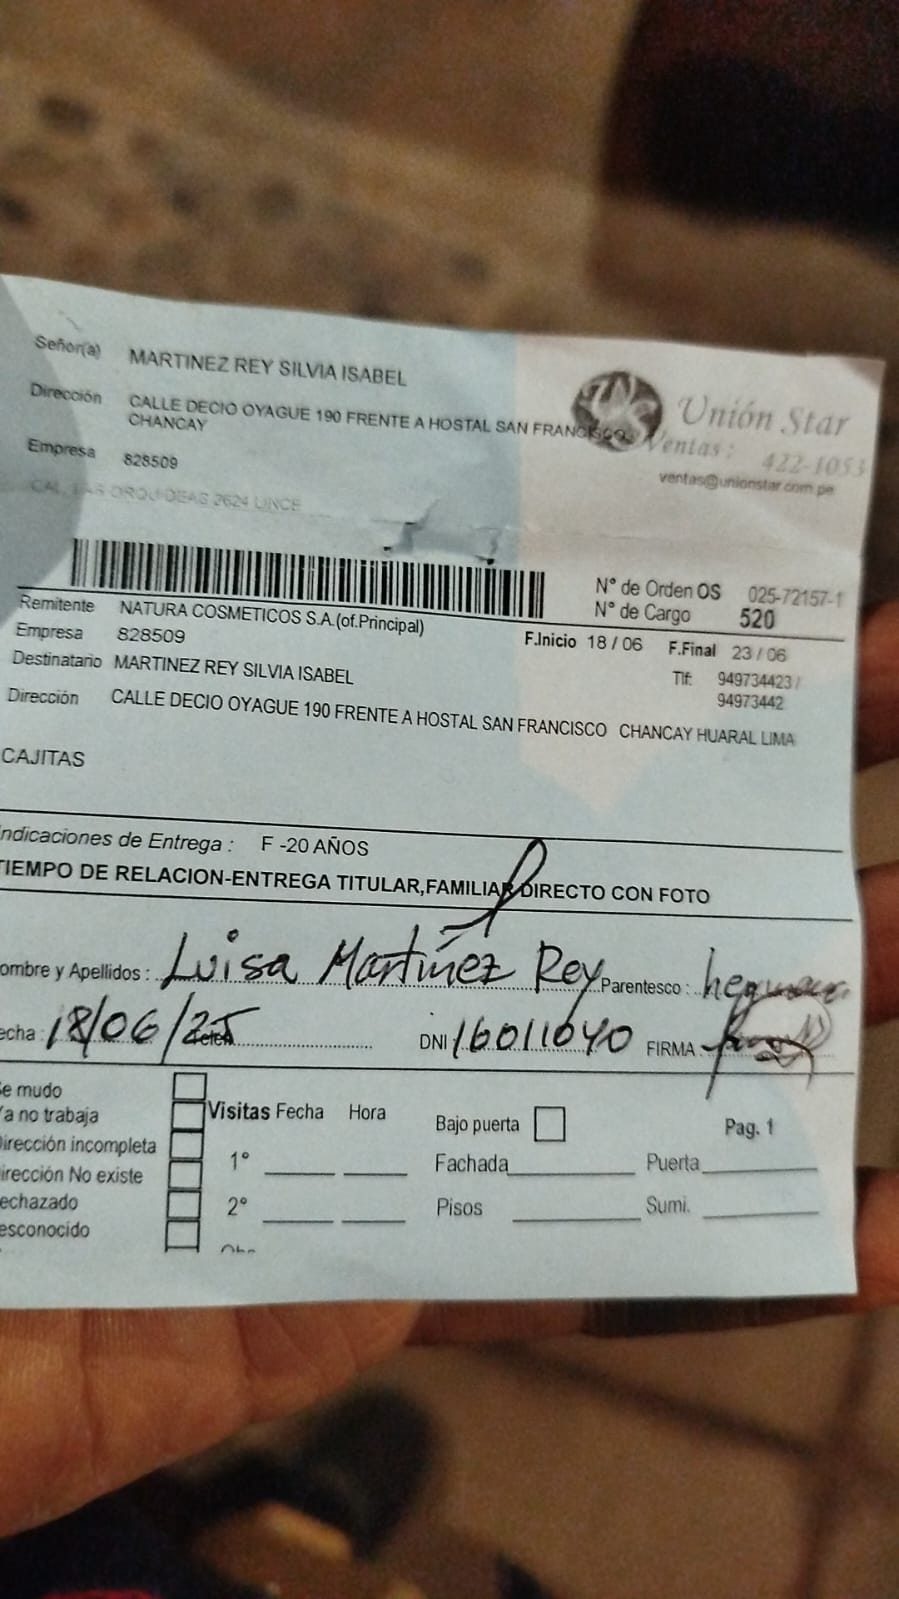 Señor(a) MARTINEZ REY SILVIA ISABEL
Dirección CALLE DECIO OYAGUE 190 FRENTE A HOSTAL SAN FRANCISCO
CHANCAY
Empresa 828509
CAL. LAS ORQUIDEAS 2624 LINCE
Unión Star
Ventas: 422-1053
ventas@unionstar.com.pe
N° de Orden OS 025-72157-1
N° de Cargo 520
Remitente NATURA COSMETICOS S.A.(of.Principal)
Empresa 828509
F.Inicio 18 / 06 F.Final 23 / 06
Destinatario MARTINEZ REY SILVIA ISABEL
Tlf: 949734423 /
94973442
Dirección CALLE DECIO OYAGUE 190 FRENTE A HOSTAL SAN FRANCISCO CHANCAY HUARAL LIMA
CAJITAS
ndicaciones de Entrega : F -20 AÑOS
TIEMPO DE RELACION-ENTREGA TITULAR,FAMILIAR DIRECTO CON FOTO
ombre y Apellidos : Luisa Martínez Rey Parentesco :
echa : 18/06/25 DNI 16011040 FIRMA :
e mudo
a no trabaja
Visitas Fecha Hora
Bajo puerta
Pag. 1
irección incompleta
1° Fachada Puerta
irección No existe
echazado
2° Pisos Sumi.
esconocido